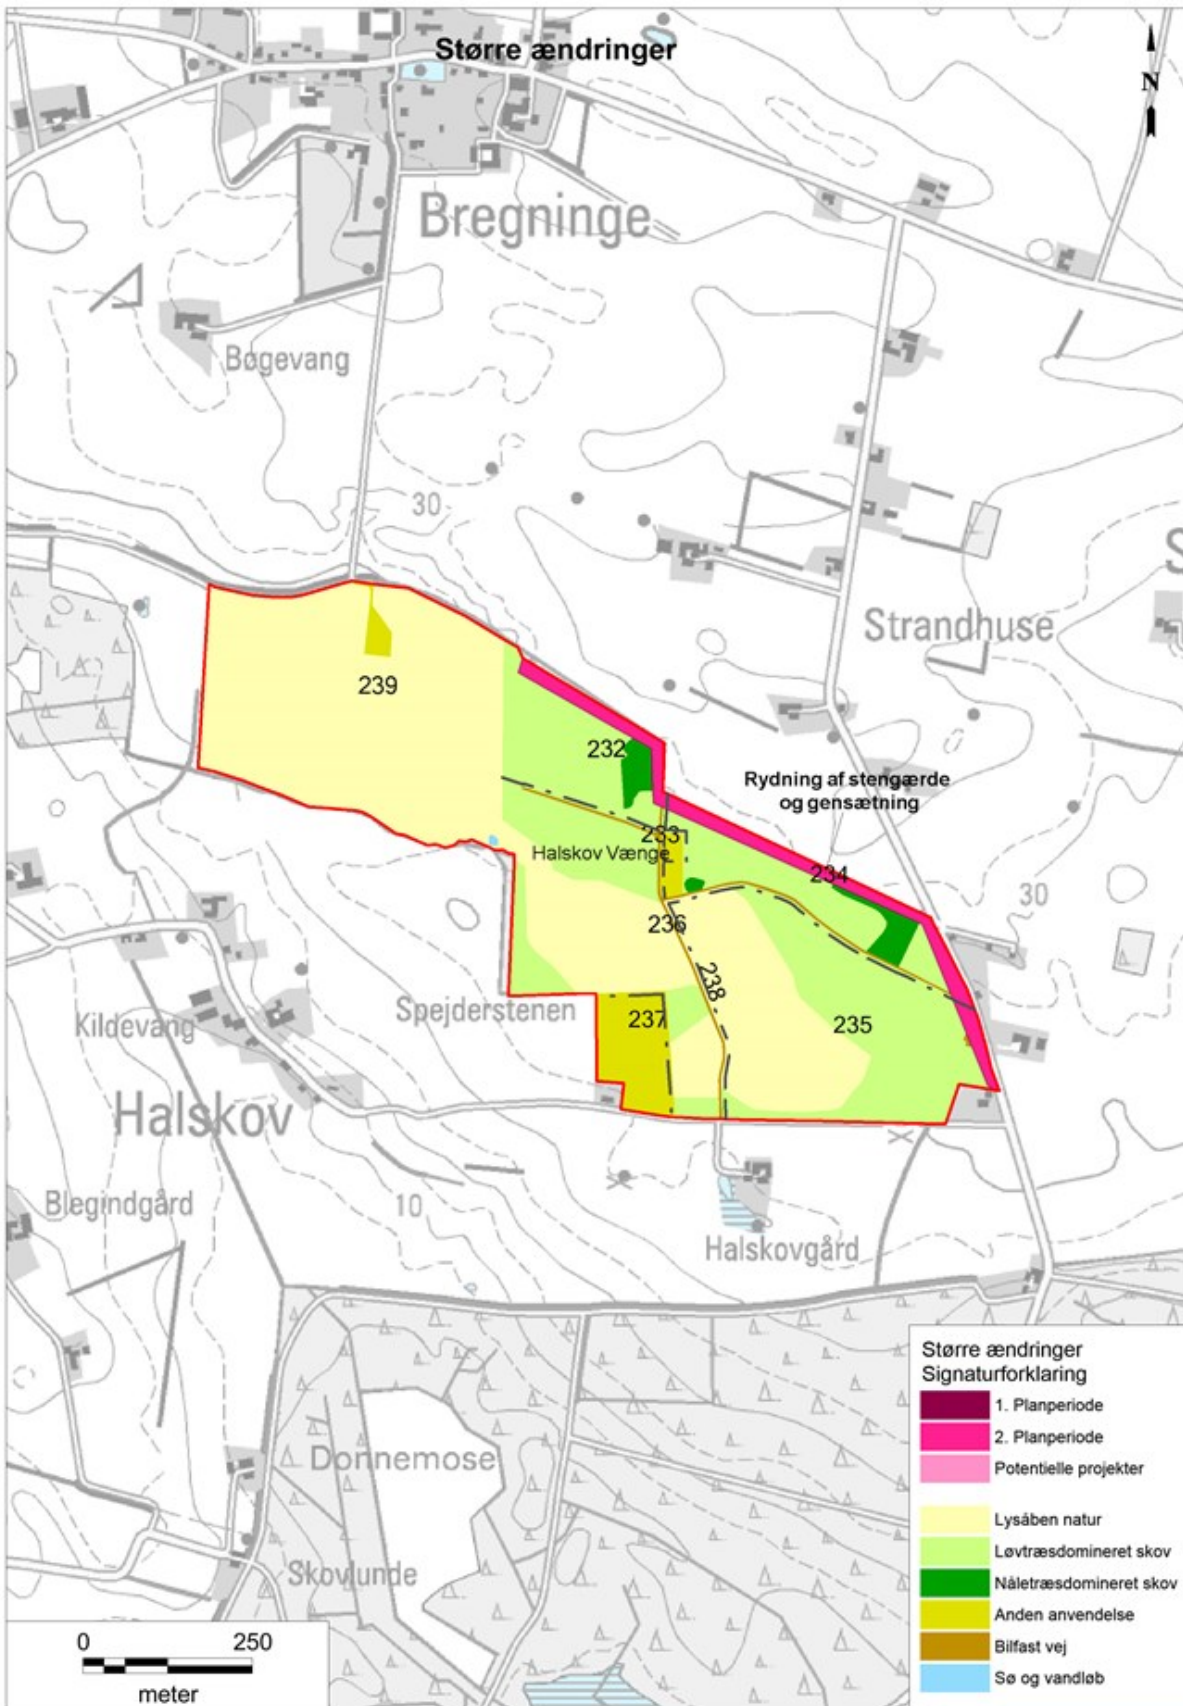 Større ændringer
N
Bregninge
Bøgevang
30
Strandhuse
239
232
Rydning af stengærde
og gensætning
233
Halskov Vænge
234
30
236
238
Spejderstenen
237
235
Kildevang
Halskov
Blegindgård
10
Halskovgård
Større ændringer
Signaturforklaring
1. Planperiode
2. Planperiode
Potentielle projekter
Donnemose
Lysåben natur
Løvtræsdomineret skov
Skovlunde
Nåletræsdomineret skov
Anden anvendelse
Bilfast vej
Sø og vandløb
0 250
meter